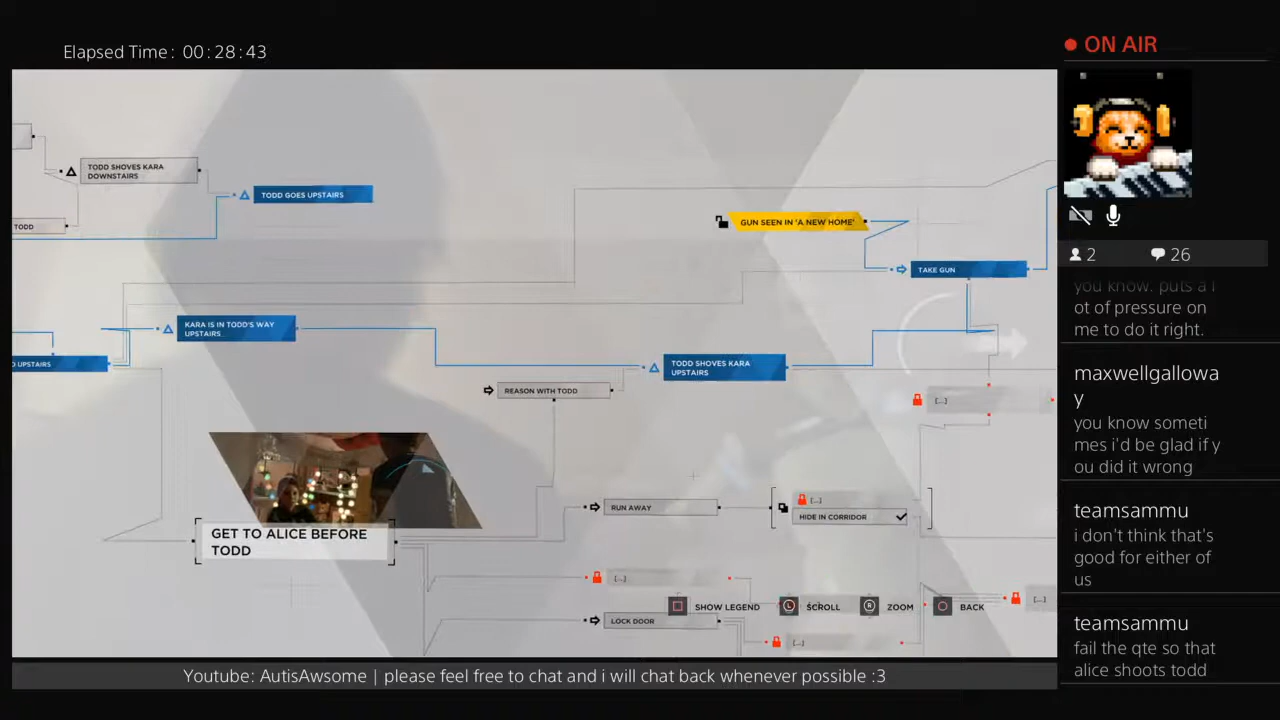 Elapsed Time: 00:28:43
ON AIR
2
26
TODD SHOVES KARA
DOWNSTAIRS
TODD GOES UPSTAIRS
TODD
GUN SEEN IN 'A NEW HOME'
TAKE GUN
KARA IS IN TODD'S WAY
UPSTAIRS
UPSTAIRS
TODD SHOVES KARA
UPSTAIRS
REASON WITH TODD
[...]
GET TO ALICE BEFORE
TODD
RUN AWAY
[...]
HIDE IN CORRIDOR
[...]
LOCK DOOR
[...]
[...]
SHOW LEGEND
L SCROLL
R ZOOM
BACK
you know. puts a l
ot of pressure on
me to do it right.
maxwellgallowa
y
you know someti
mes i'd be glad if y
ou did it wrong
teamsammu
i don't think that's
good for either of
us
teamsammu
fail the qte so that
alice shoots todd
Youtube: AutisAwsome | please feel free to chat and i will chat back whenever possible :3